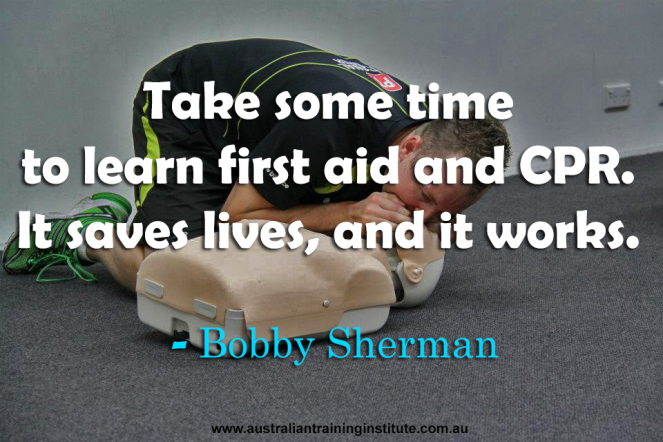 Take some time
to learn first aid and CPR.
It saves lives, and it works.
- Bobby Sherman
www.australiantraininginstitute.com.au